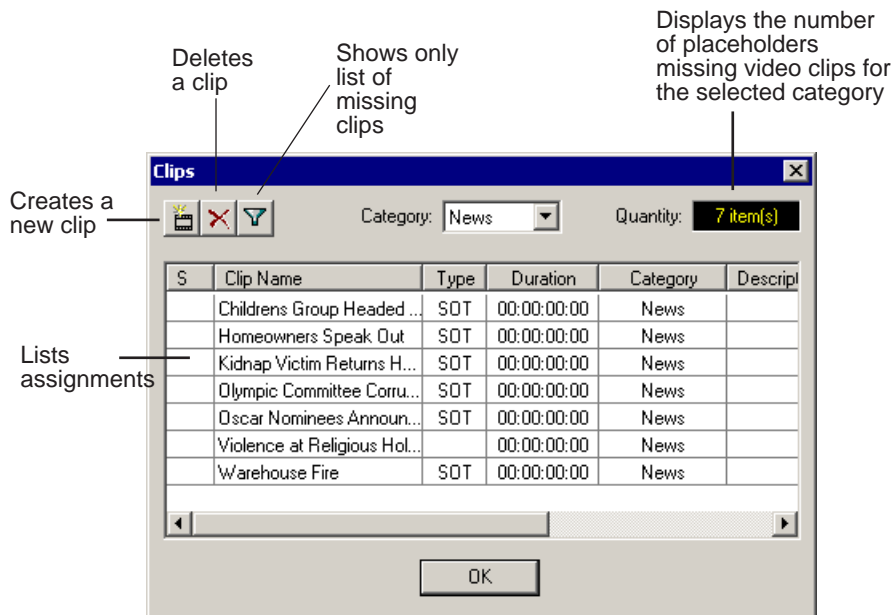 Displays the number
of placeholders
missing video clips for
the selected category
Deletes
a clip
Shows only
list of
missing
clips
Creates a
new clip
Clips
Category: News
Quantity: 7 item(s)
S Clip Name Type Duration Category Descript
Childrens Group Headed ... SOT 00:00:00:00 News
Homeowners Speak Out SOT 00:00:00:00 News
Kidnap Victim Returns H... SOT 00:00:00:00 News
Olympic Committee Corru... SOT 00:00:00:00 News
Oscar Nominees Announ... SOT 00:00:00:00 News
Violence at Religious Hol... 00:00:00:00 News
Warehouse Fire SOT 00:00:00:00 News
Lists
assignments
OK